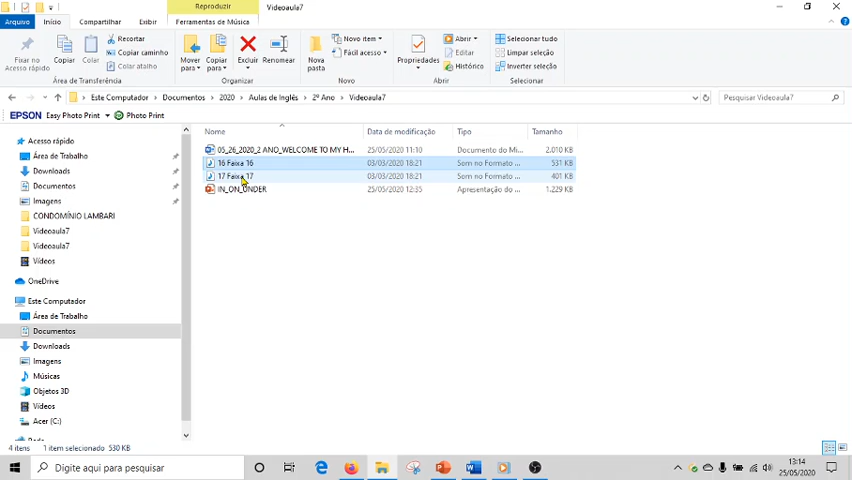 Reproduzir
Videoaula7
Arquivo
Início
Compartilhar
Exibir
Ferramentas de Música
Fixar no
Acesso rápido
Copiar
Colar
Recortar
Copiar caminho
Colar atalho
Área de Transferência
Mover
para
Copiar
para
Excluir
Renomear
Organizar
Nova
pasta
Novo item
Fácil acesso
Novo
Propriedades
Abrir
Editar
Histórico
Abrir
Selecionar tudo
Limpar seleção
Inverter seleção
Selecionar
Este Computador > Documentos > 2020 > Aulas de Inglês > 2º Ano > Videoaula7
Pesquisar Videoaula7
EPSON Easy Photo Print Photo Print
Nome
Data de modificação
Tipo
Tamanho
05_26_2020_2 ANO_WELCOME TO MY H... 25/05/2020 11:10 Documento do Mi... 2.010 KB
16 Faixa 16 03/03/2020 18:21 Som no Formato ... 531 KB
17 Faixa 17 03/03/2020 18:21 Som no Formato ... 401 KB
IN_ON_UNDER 25/05/2020 12:35 Apresentação do ... 1.229 KB
Acesso rápido
Área de Trabalho
Downloads
Documentos
Imagens
CONDOMÍNIO LAMBARI
Videoaula7
Videoaula7
Vídeos
OneDrive
Este Computador
Área de Trabalho
Documentos
Downloads
Imagens
Músicas
Objetos 3D
Vídeos
Acer (C:)
4 itens 1 item selecionado 530 KB
Digite aqui para pesquisar
13:14
25/05/2020